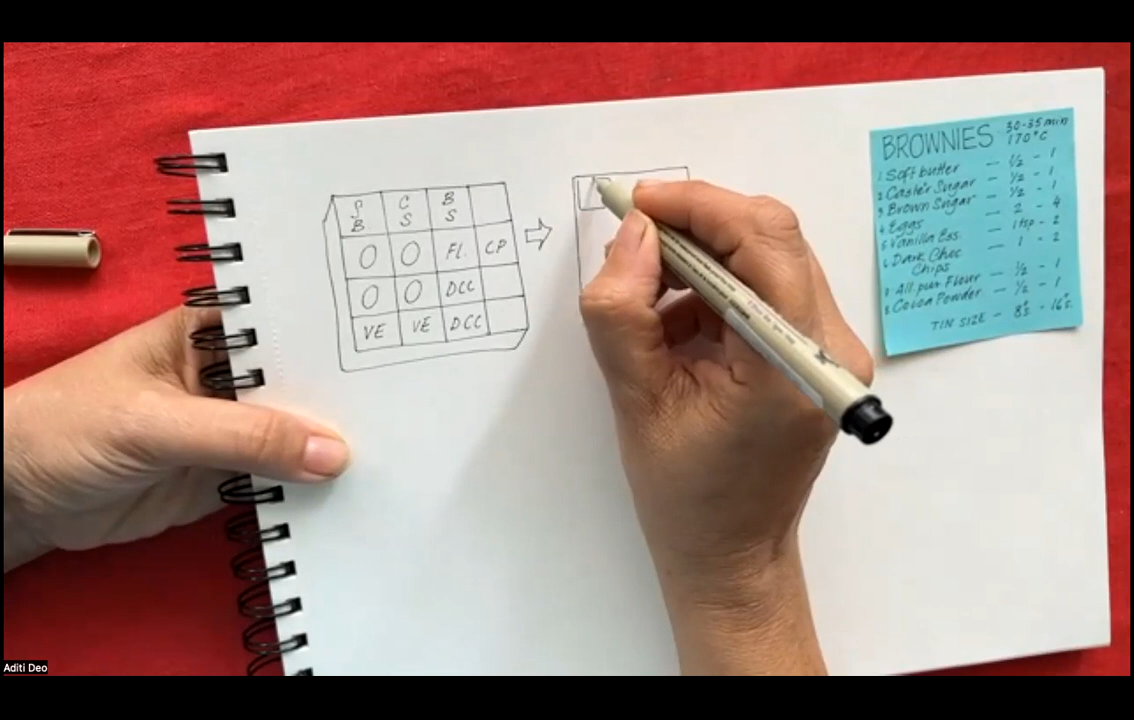 S B
C S
B S
O O FL. CP
O O DCC
VE VE DCC
BROWNIES 30-35 min
170°C
1 Soft butter – ½ - 1
2 Caster Sugar – ½ - 1
3 Brown Sugar – ½ - 1
4 Eggs – 2 - 4
5 Vanilla Ess. – 1tsp - 2
6 Dark Choc Chips – 1 - 2
7 All. pur Flour – ½ - 1
8 Cocoa Powder – ½ - 1
TIN SIZE – 8"s - 16"s.
Aditi Deo